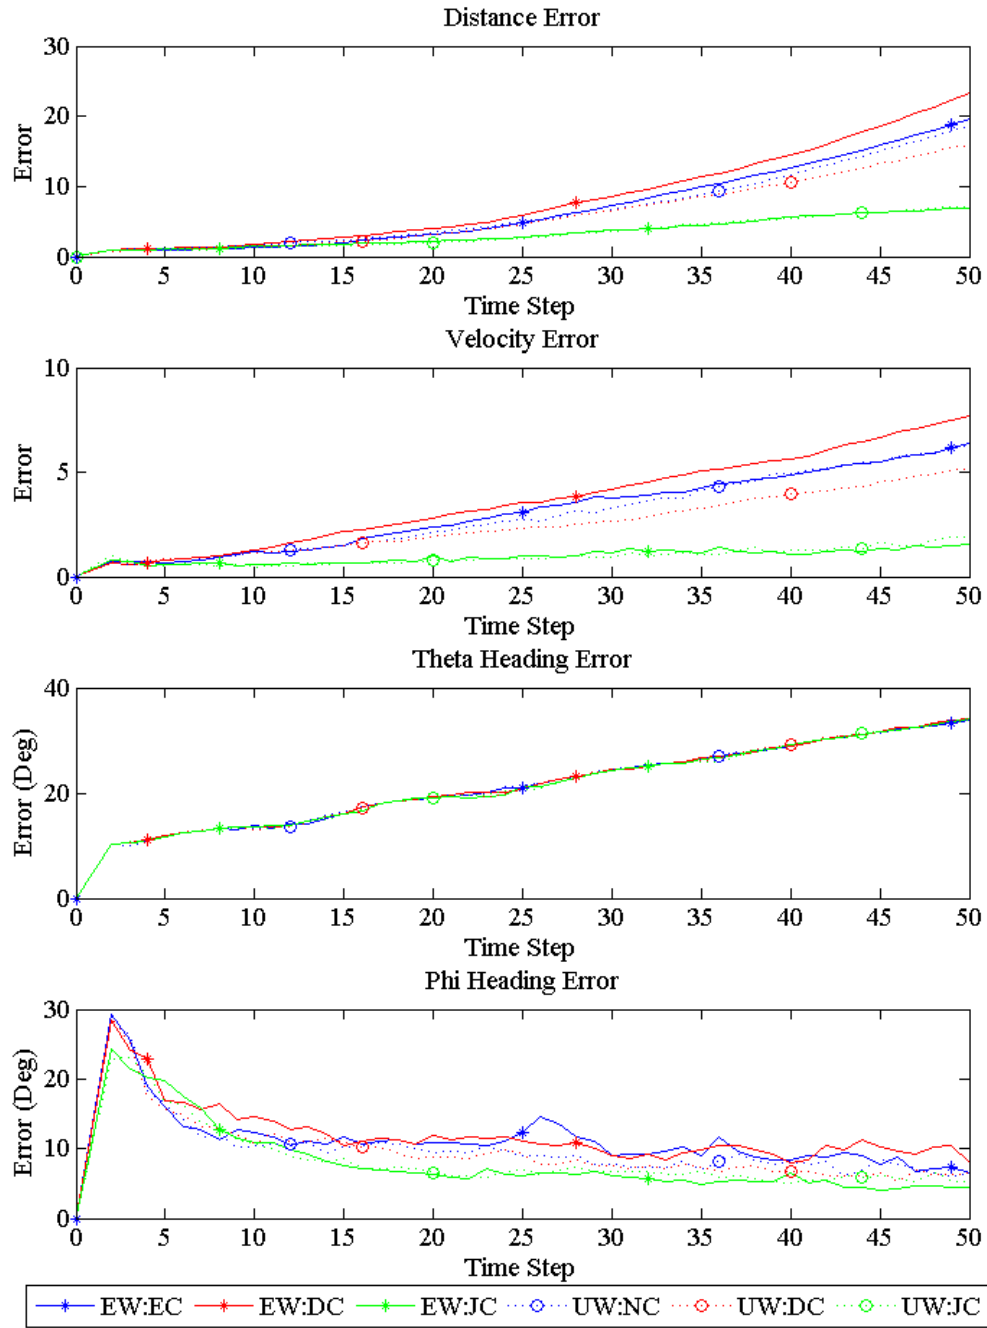 Distance Error
30
20
10
0
Error
0 5 10 15 20 25 30 35 40 45 50
Time Step
Velocity Error
10
5
0
Error
0 5 10 15 20 25 30 35 40 45 50
Time Step
Theta Heading Error
40
20
0
Error (Deg)
0 5 10 15 20 25 30 35 40 45 50
Time Step
Phi Heading Error
30
20
10
0
Error (Deg)
0 5 10 15 20 25 30 35 40 45 50
Time Step
EW:EC EW:DC EW:JC UW:NC UW:DC UW:JC